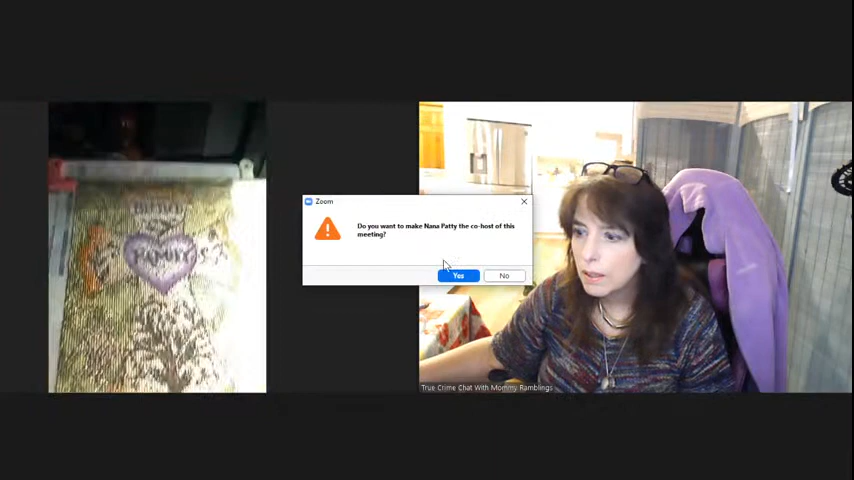 Zoom
Do you want to make Nana Patty the co-host of this
meeting?
Yes
No
FAMILY
True Crime Chat With Mommy Ramblings